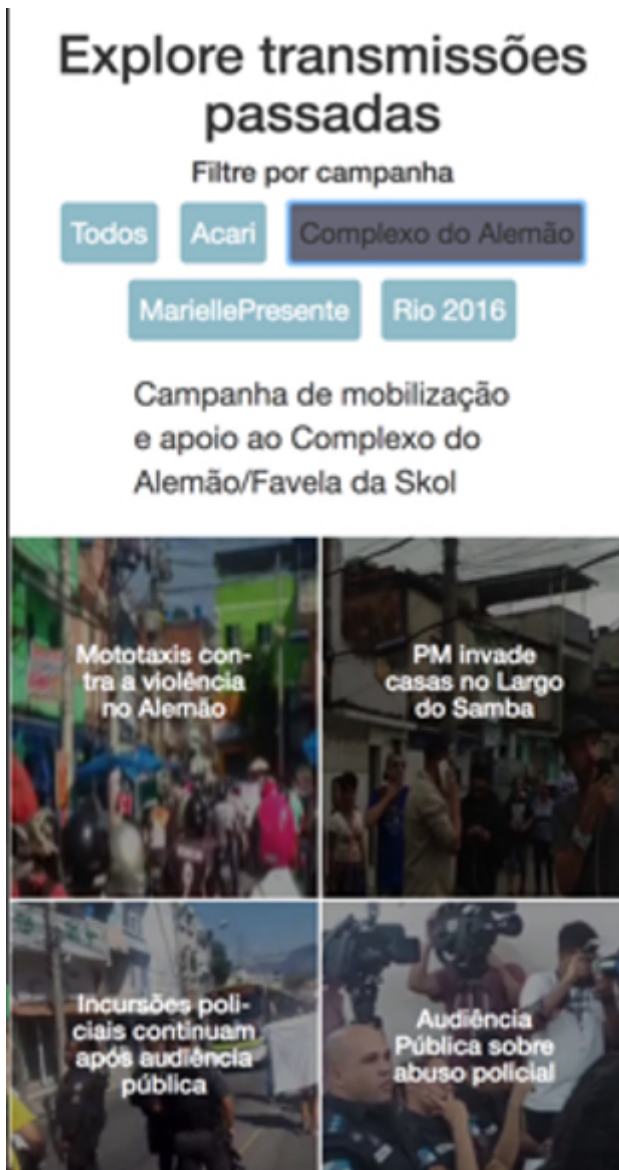 Explore transmissões
passadas
Filtre por campanha
Todos
Acari
Complexo do Alemão
MariellePresente
Rio 2016
Campanha de mobilização
e apoio ao Complexo do
Alemão/Favela da Skol
Mototaxis con-
tra a violência
no Alemão
PM invade
casas no Largo
do Samba
Incursões poli-
ciais continuam
após audiência
pública
Audiência
Pública sobre
abuso policial